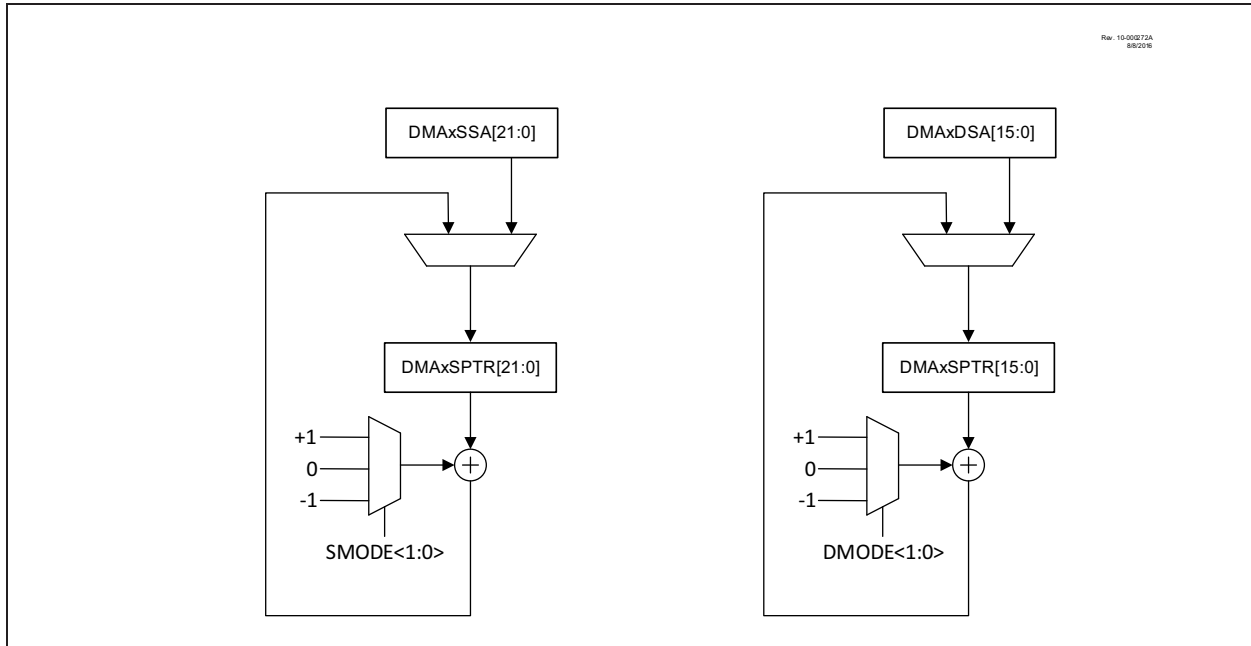 Rev. 10-000272A
8/8/2016
DMAxSSA[21:0]
DMAxSPTR[21:0]
+1
0
-1
SMODE<1:0>
DMAxDSA[15:0]
DMAxSPTR[15:0]
+1
0
-1
DMODE<1:0>